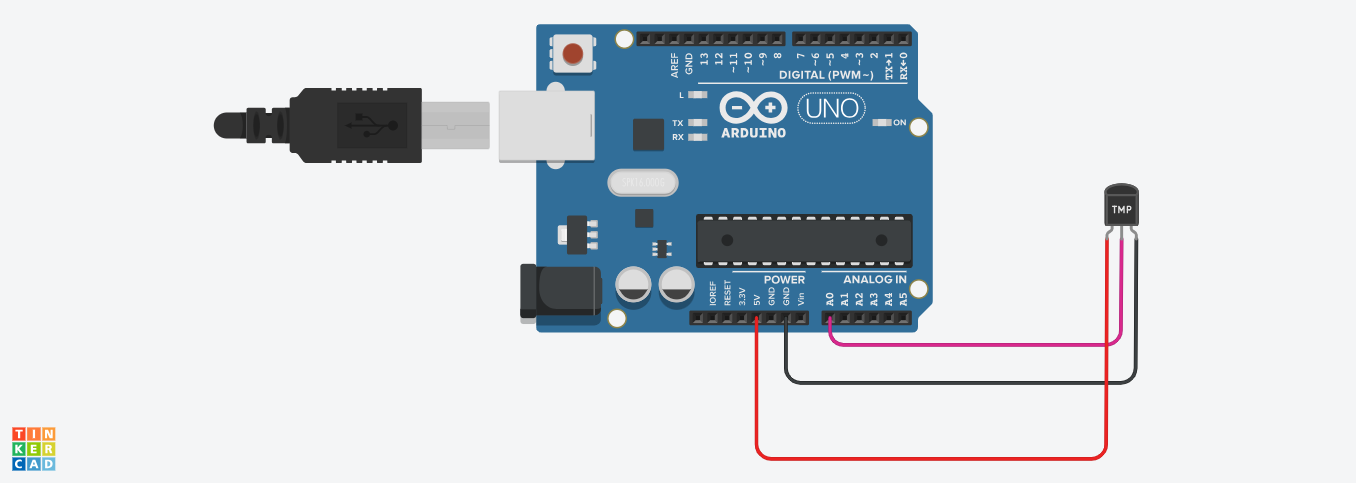 AREF
GND
13
12
~11
~10
~9
8
7
~6
~5
4
~3
2
TX→1
RX←0
DIGITAL (PWM~)
L
TX
RX
ARDUINO
UNO
ON
TMP
POWER
ANALOG IN
IOREF
RESET
3.3V
5V
GND
GND
Vin
A0
A1
A2
A3
A4
A5
TIN
KER
CAD